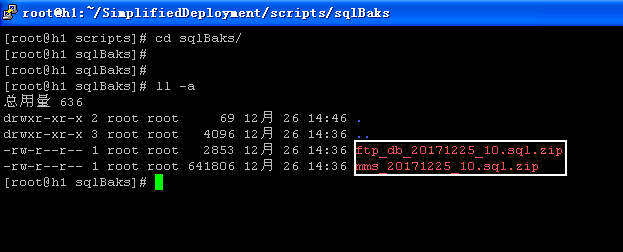 root@h1:~/SimplifiedDeployment/scripts/sqlBaks
[root@h1 scripts]# cd sqlBaks/
[root@h1 sqlBaks]#
[root@h1 sqlBaks]#
[root@h1 sqlBaks]# ll -a
总用量 636
drwxr-xr-x 2 root root     69 12月 26 14:46 .
drwxr-xr-x 3 root root   4096 12月 26 14:36 ..
-rw-r--r-- 1 root root   2853 12月 26 14:36 ftp_db_20171225_10.sql.zip
-rw-r--r-- 1 root root 641806 12月 26 14:36 mms_20171225_10.sql.zip
[root@h1 sqlBaks]#